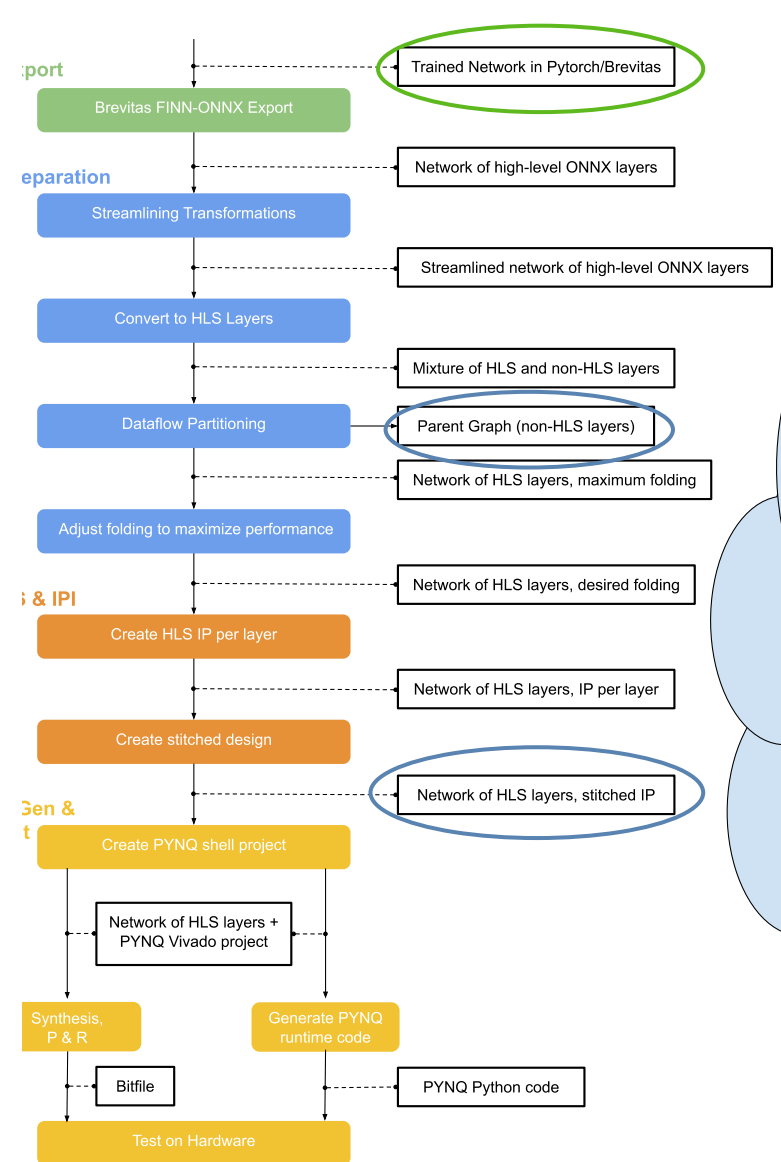 Trained Network in Pytorch/Brevitas
xport
Brevitas FINN-ONNX Export
Network of high-level ONNX layers
eparation
Streamlining Transformations
Streamlined network of high-level ONNX layers
Convert to HLS Layers
Mixture of HLS and non-HLS layers
Dataflow Partitioning
Parent Graph (non-HLS layers)
Network of HLS layers, maximum folding
Adjust folding to maximize performance
Network of HLS layers, desired folding
S & IPI
Create HLS IP per layer
Network of HLS layers, IP per layer
Create stitched design
Network of HLS layers, stitched IP
Gen &
t
Create PYNQ shell project
Network of HLS layers +
PYNQ Vivado project
Synthesis,
P & R
Generate PYNQ
runtime code
Bitfile
PYNQ Python code
Test on Hardware